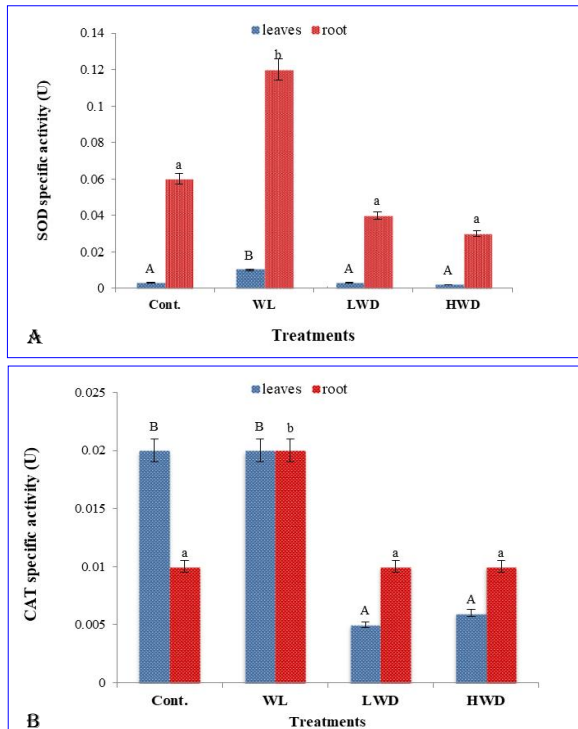 leaves root
0.14
0.12
0.1
0.08
0.06
0.04
0.02
0
SOD specific activity (U)
A a B b A a A a
Cont. WL LWD HWD
Treatments
A
leaves root
0.025
0.02
0.015
0.01
0.005
0
CAT specific activity (U)
B a B b A a A a
Cont. WL LWD HWD
Treatments
B